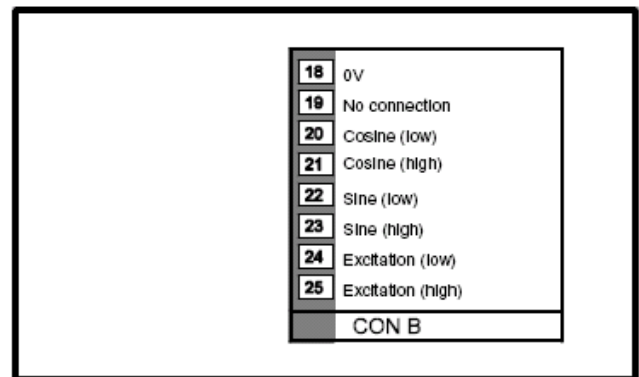 18 0V
19 No connection
20 Cosine (low)
21 Cosine (high)
22 Sine (low)
23 Sine (high)
24 Excitation (low)
25 Excitation (high)
CON B